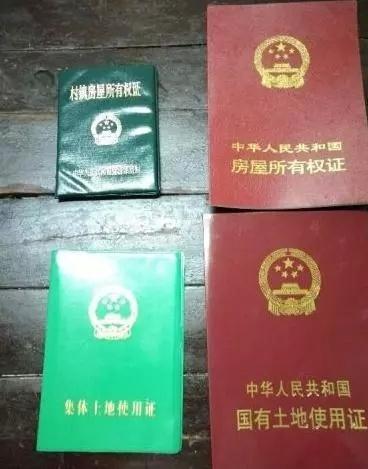 村镇房屋所有权证
中华人民共和国
房屋所有权证
集体土地使用证
中华人民共和国
国有土地使用证